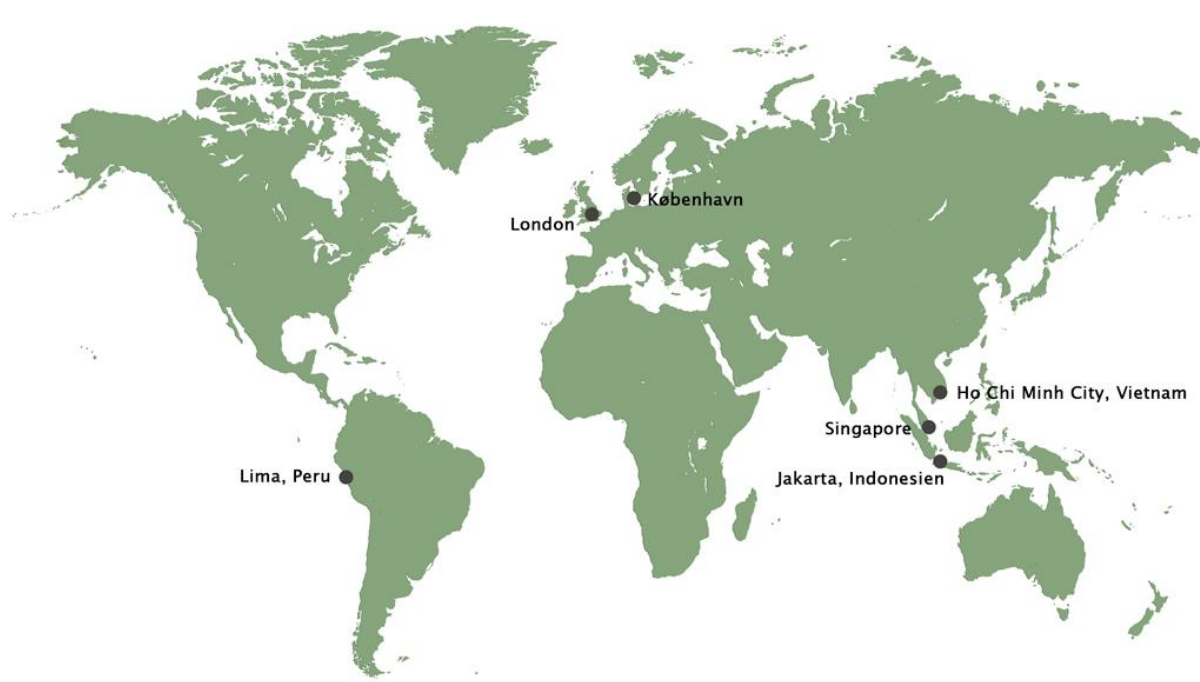 København
London
Ho Chi Minh City, Vietnam
Singapore
Lima, Peru
Jakarta, Indonesien